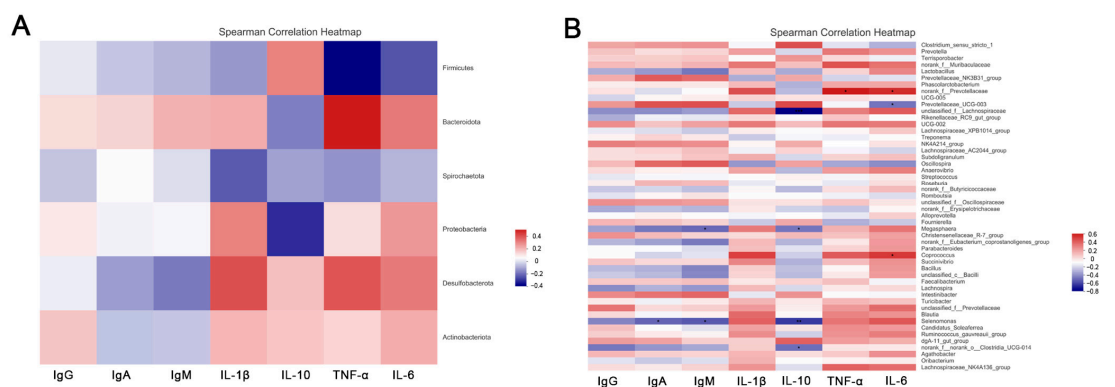 A
Spearman Correlation Heatmap
Firmicutes
Bacteroidota
Spirochaetota
Proteobacteria
Desulfobacterota
Actinobacteriota
IgG IgA IgM IL-1β IL-10 TNF-α IL-6
0.4
0.2
0
−0.2
−0.4
B
Spearman Correlation Heatmap
Clostridium_sensu_stricto_1
Prevotella
Terrisporobacter
norank_f__Muribaculaceae
Lactobacillus
Prevotellaceae_NK3B31_group
Phascolarctobacterium
norank_f__Prevotellaceae
UCG-005
Prevotellaceae_UCG-003
unclassified_f__Lachnospiraceae
Rikenellaceae_RC9_gut_group
UCG-002
Lachnospiraceae_XPB1014_group
Treponema
NK4A214_group
Lachnospiraceae_AC2044_group
Subdoligranulum
Oscillospira
Anaerovibrio
Streptococcus
Roseburia
norank_f__Butyricicoccaceae
Romboutsia
unclassified_f__Oscillospiraceae
norank_f__Erysipelotrichaceae
Alloprevotella
Fournierella
Megasphaera
Christensenellaceae_R-7_group
norank_f__Eubacterium_coprostanoligenes_group
Parabacteroides
Coprococcus
Succinivibrio
Bacillus
unclassified_c__Bacilli
Faecalibacterium
Lachnospira
Intestinibacter
Turicibacter
unclassified_f__Prevotellaceae
Blautia
Selenomonas
Candidatus_Soleaferrea
Ruminococcus_gauvreauii_group
dgA-11_gut_group
norank_f__norank_o__Clostridia_UCG-014
Agathobacter
Oribacterium
Lachnospiraceae_NK4A136_group
IgG IgA IgM IL-1β IL-10 TNF-α IL-6
0.6
0.4
0.2
0
−0.2
−0.4
−0.6
−0.8